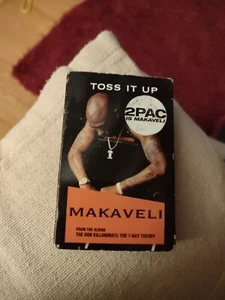 TOSS IT UP
2PAC
IS MAKAVELI
MAKAVELI
FROM THE ALBUM
THE DON KILLUMINATI: THE 7-DAY THEORY